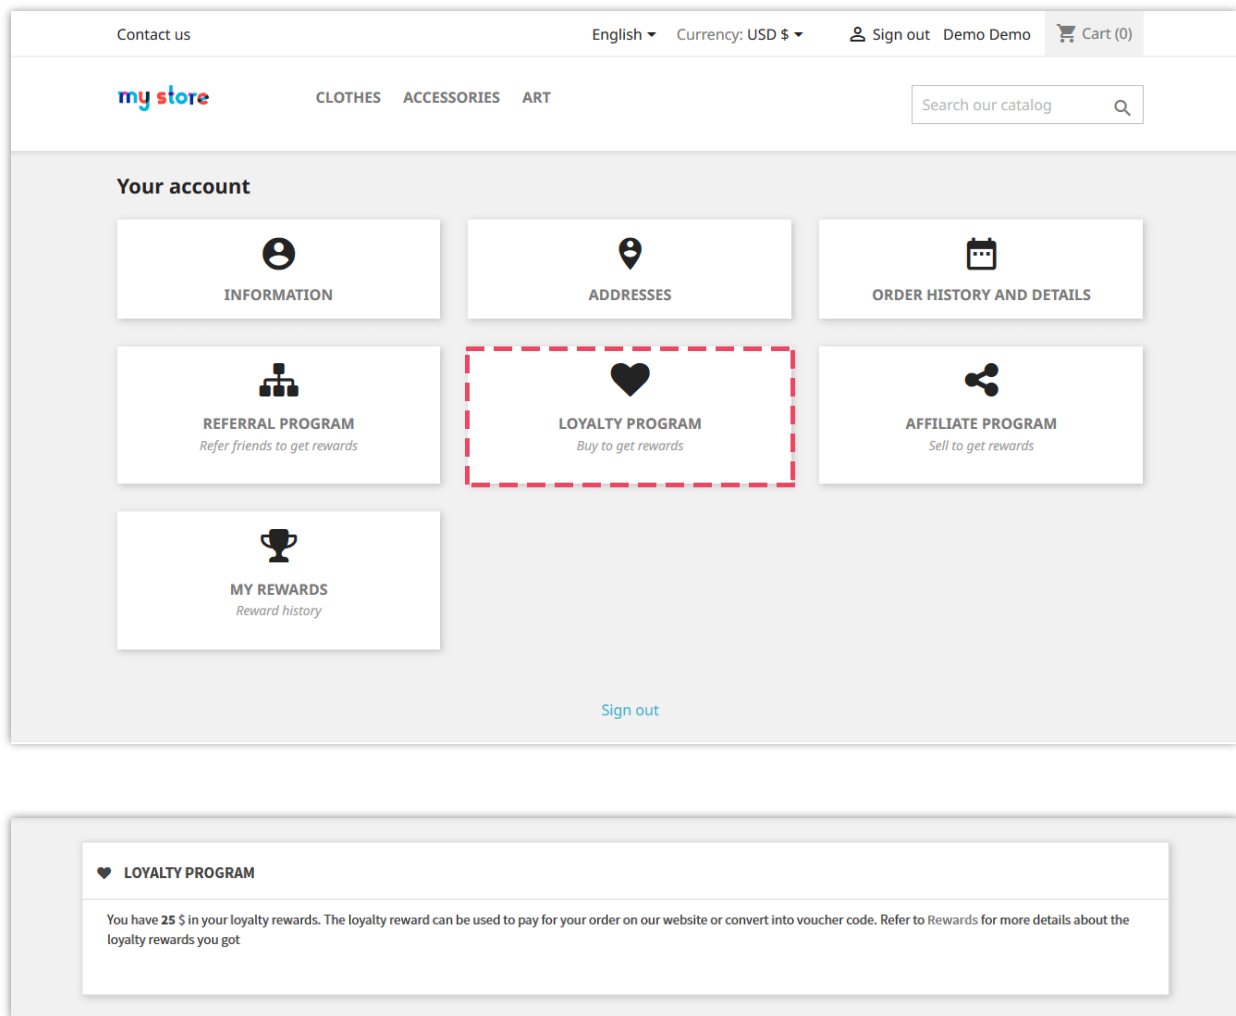 Contact us
English
Currency: USD $
Sign out
Demo Demo
Cart (0)
my store
CLOTHES
ACCESSORIES
ART
Search our catalog
Your account
INFORMATION
ADDRESSES
ORDER HISTORY AND DETAILS
REFERRAL PROGRAM
Refer friends to get rewards
LOYALTY PROGRAM
Buy to get rewards
AFFILIATE PROGRAM
Sell to get rewards
MY REWARDS
Reward history
Sign out
LOYALTY PROGRAM
You have 25 $ in your loyalty rewards. The loyalty reward can be used to pay for your order on our website or convert into voucher code. Refer to Rewards for more details about the
loyalty rewards you got